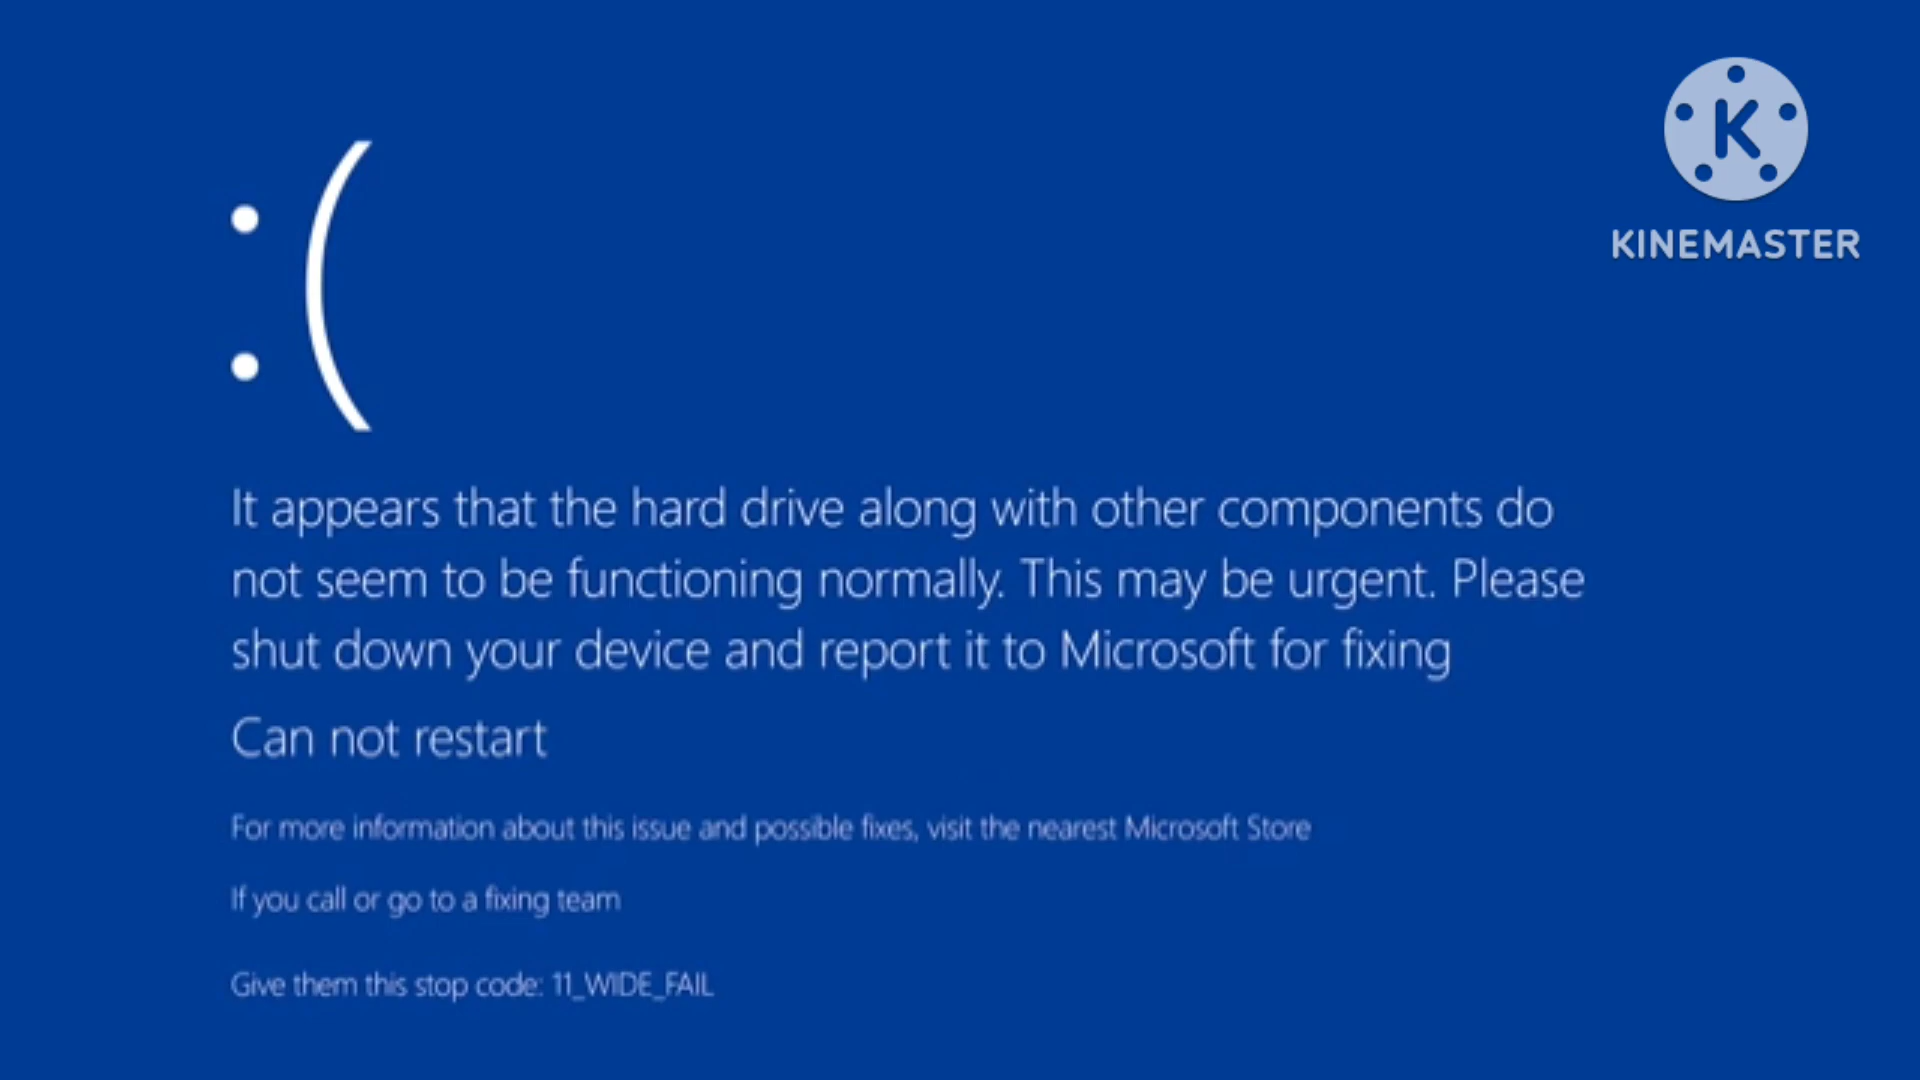 :(
K
KINEMASTER
It appears that the hard drive along with other components do
not seem to be functioning normally. This may be urgent. Please
shut down your device and report it to Microsoft for fixing
Can not restart
For more information about this issue and possible fixes, visit the nearest Microsoft Store
If you call or go to a fixing team
Give them this stop code: 11_WIDE_FAIL